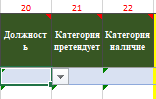 20 21 22
Должност Категория Категория
ь претендует наличие